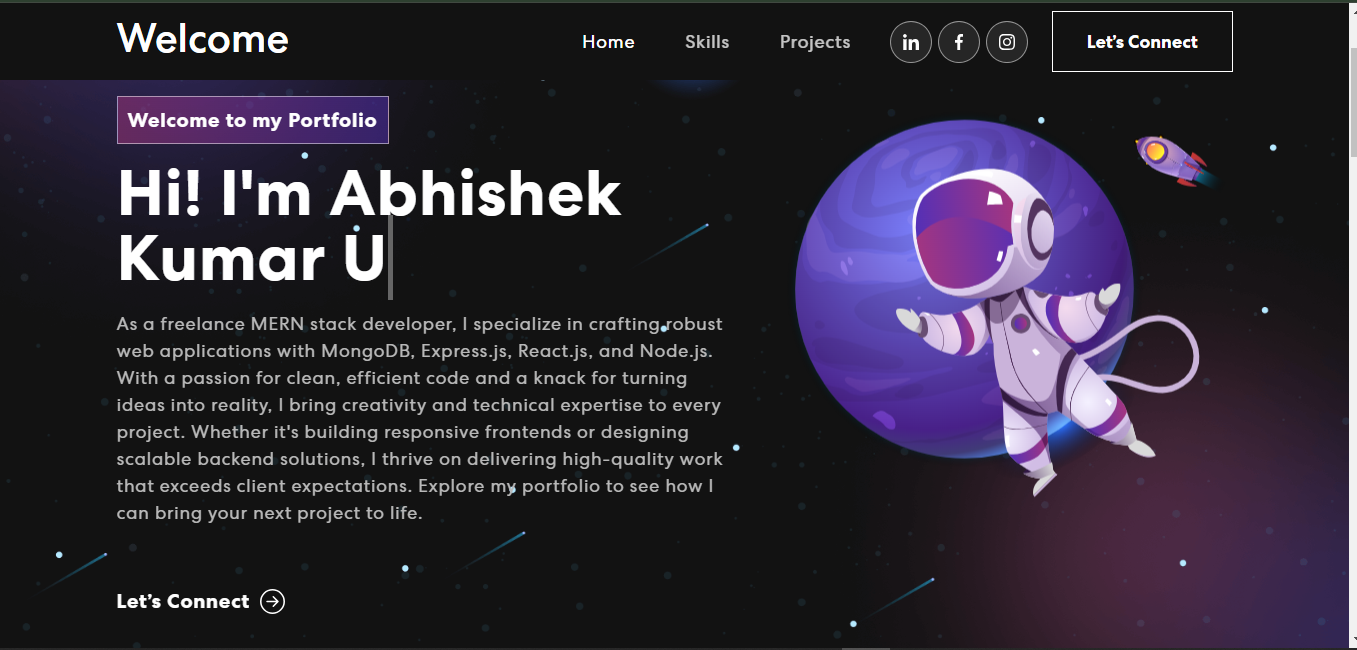 Welcome
Home Skills Projects in f Let's Connect
Welcome to my Portfolio
Hi! I'm Abhishek
Kumar U
As a freelance MERN stack developer, I specialize in crafting robust
web applications with MongoDB, Express.js, React.js, and Node.js.
With a passion for clean, efficient code and a knack for turning
ideas into reality, I bring creativity and technical expertise to every
project. Whether it's building responsive frontends or designing
scalable backend solutions, I thrive on delivering high-quality work
that exceeds client expectations. Explore my portfolio to see how I
can bring your next project to life.
Let’s Connect